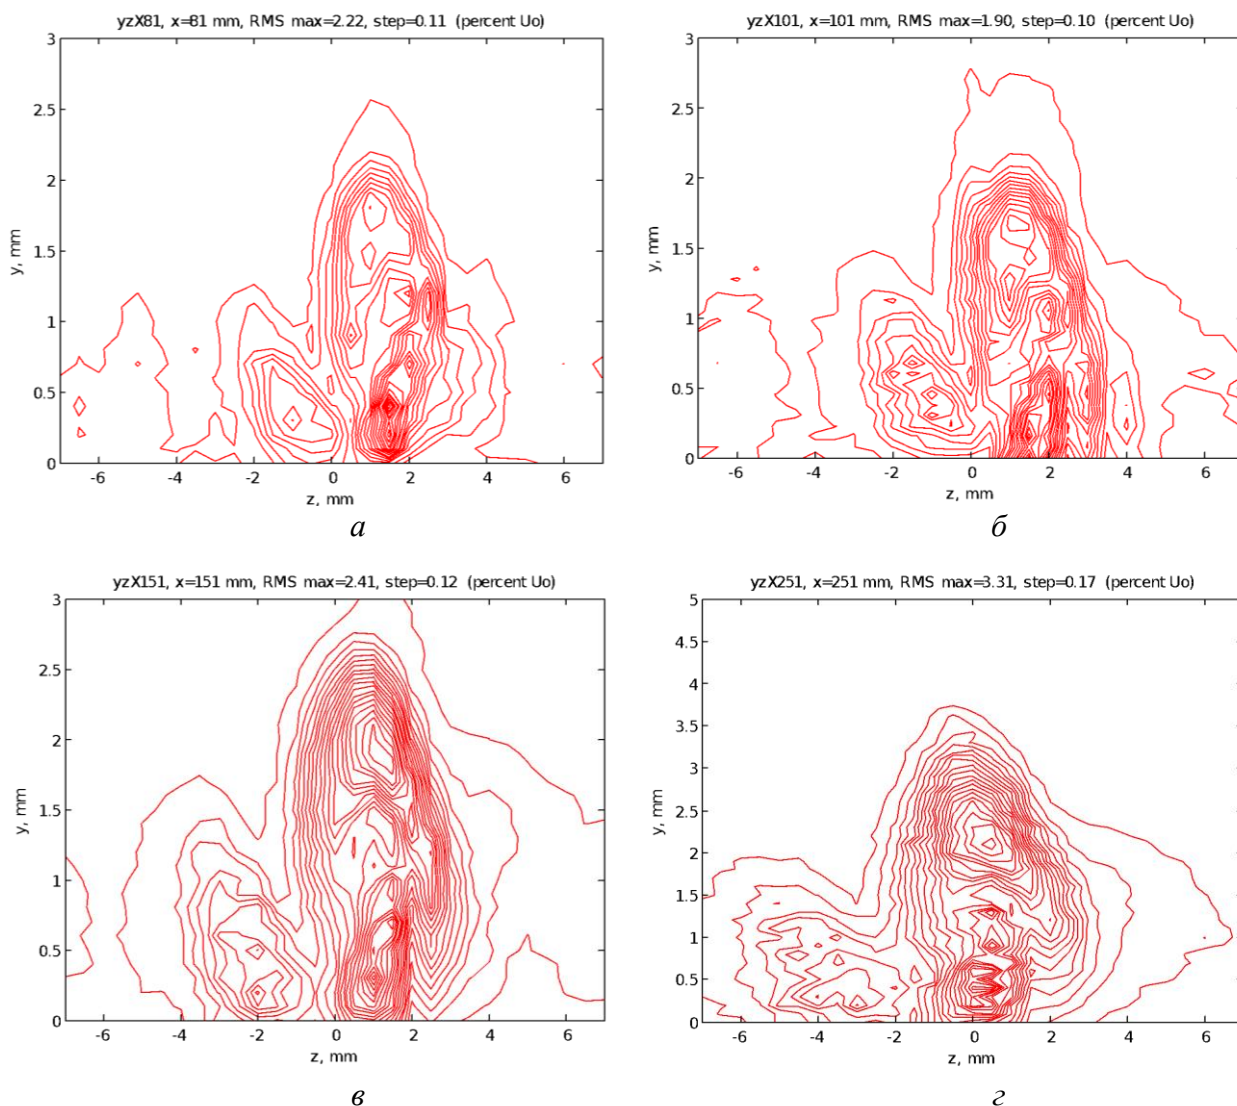 yzX81, x=81 mm, RMS max=2.22, step=0.11 (percent Uo)
3
2.5
2
1.5
1
0.5
0
y, mm
-6 -4 -2 0 2 4 6
z, mm
а
yzX101, x=101 mm, RMS max=1.90, step=0.10 (percent Uo)
3
2.5
2
1.5
1
0.5
0
y, mm
-6 -4 -2 0 2 4 6
z, mm
б
yzX151, x=151 mm, RMS max=2.41, step=0.12 (percent Uo)
3
2.5
2
1.5
1
0.5
0
y, mm
-6 -4 -2 0 2 4 6
z, mm
в
yzX251, x=251 mm, RMS max=3.31, step=0.17 (percent Uo)
5
4.5
4
3.5
3
2.5
2
1.5
1
0.5
0
y, mm
-6 -4 -2 0 2 4 6
z, mm
г